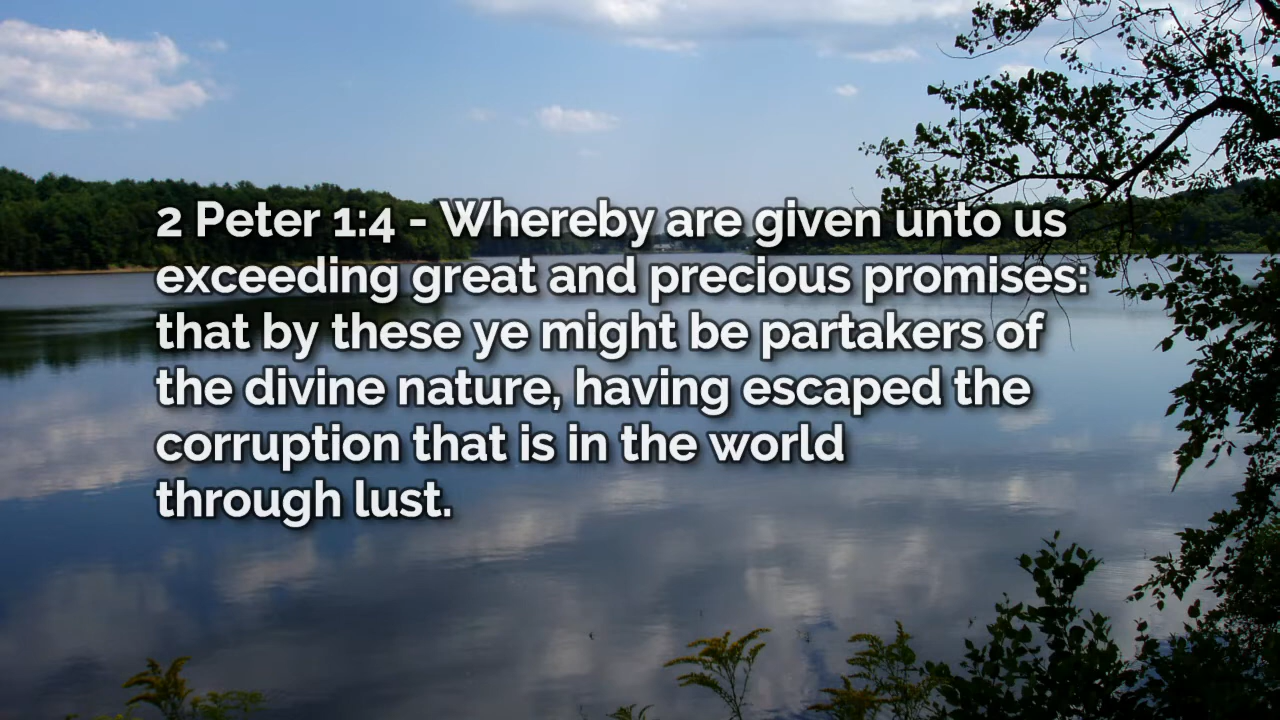 2 Peter 1:4 - Whereby are given unto us
exceeding great and precious promises:
that by these ye might be partakers of
the divine nature, having escaped the
corruption that is in the world
through lust.